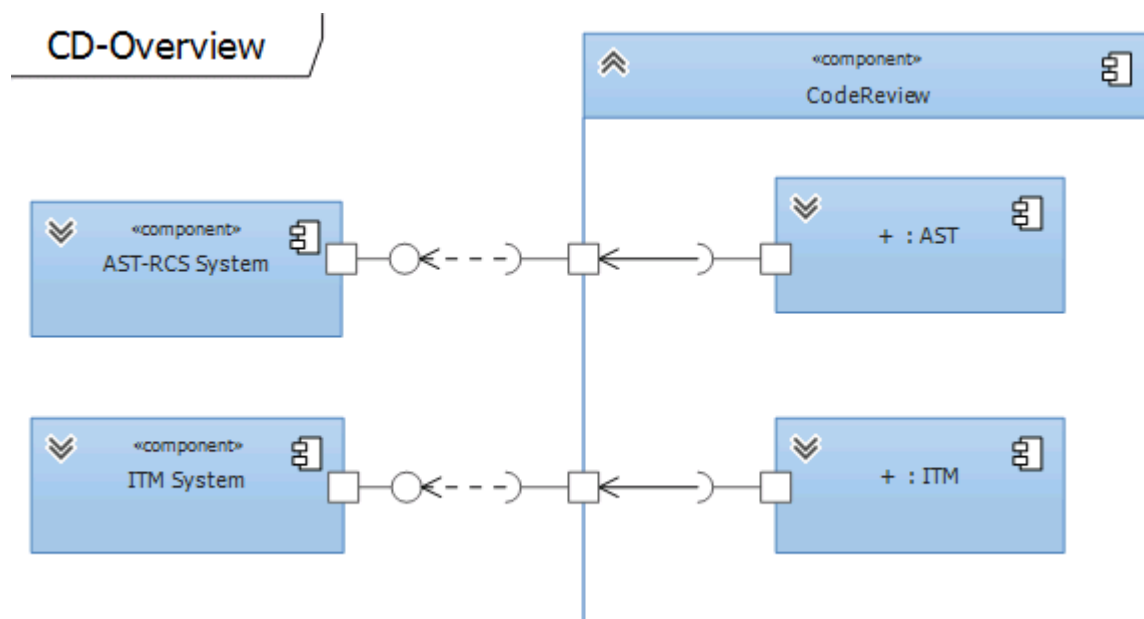 CD-Overview
«component»
CodeReview
«component»
AST-RCS System
+ : AST
«component»
ITM System
+ : ITM